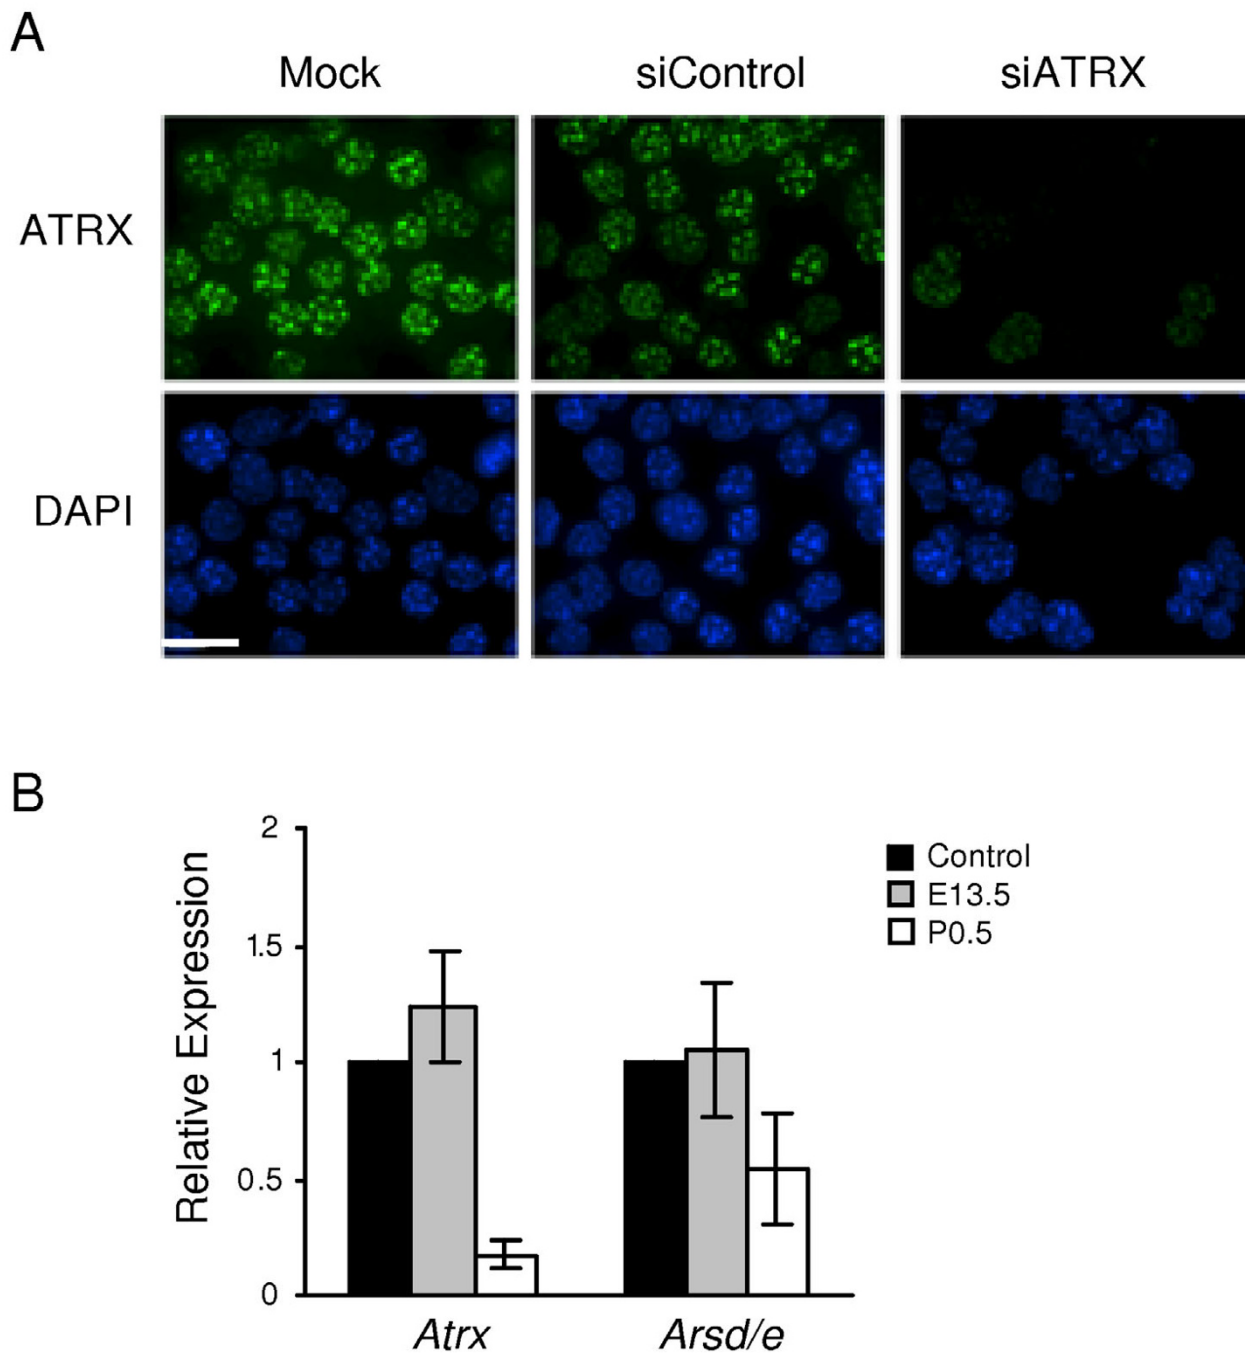 A
Mock siControl siATRX
ATRX
DAPI
B
2
1.5
1
0.5
0
Relative Expression
Control
E13.5
P0.5
Atrx Arsd/e